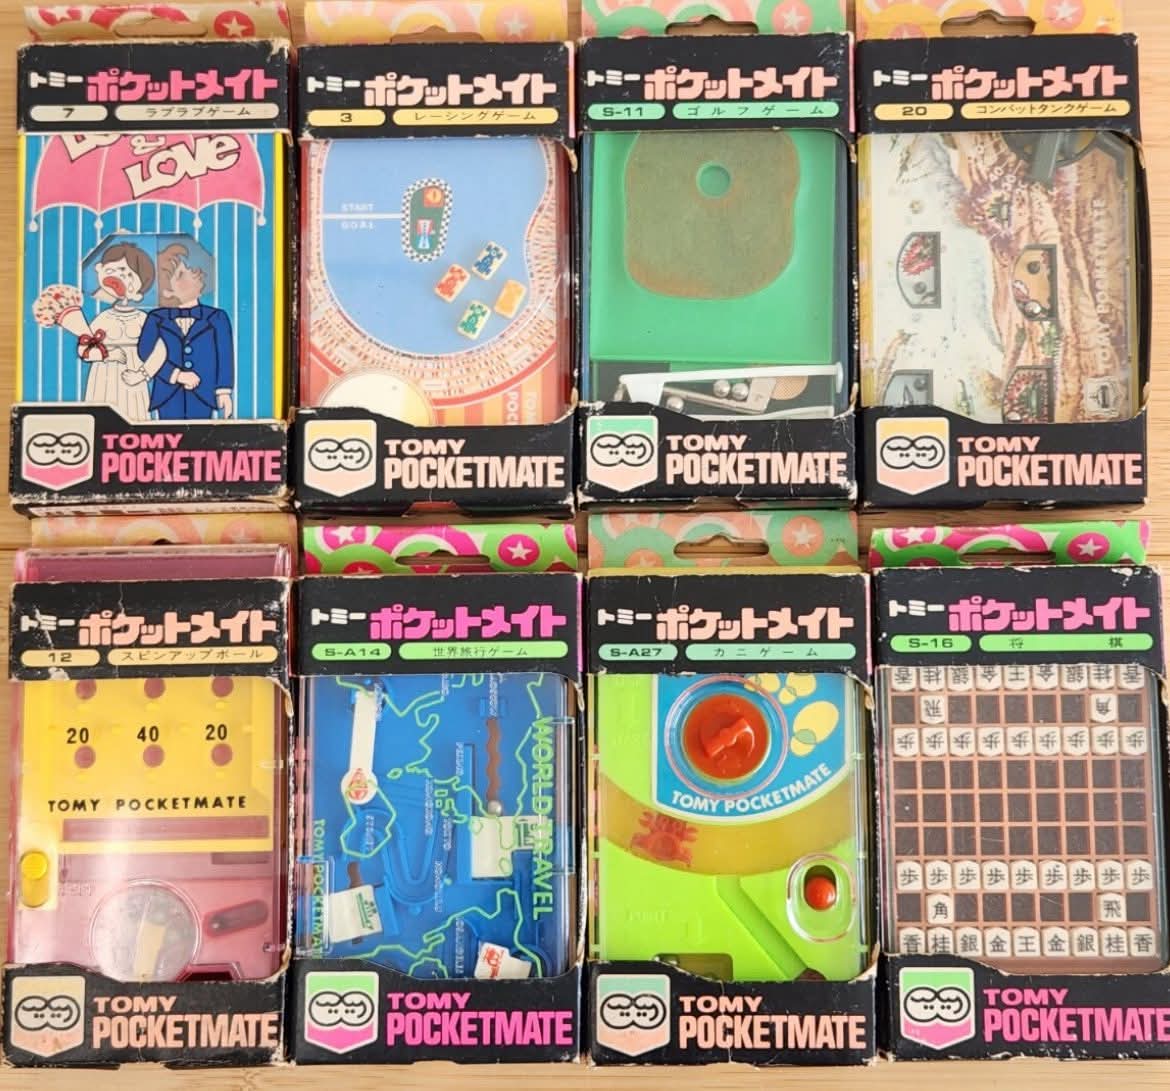 トミー ポケットメイト
7 ラブラブゲーム
LOVE & LOVE
TOMY
POCKETMATE
トミー ポケットメイト
3 レーシングゲーム
START
GOAL
TOMY
POCKETMATE
トミー ポケットメイト
S-11 ゴルフゲーム
TOMY
POCKETMATE
トミー ポケットメイト
20 コンバットタンクゲーム
TOMY POCKETMATE
TOMY
POCKETMATE
トミー ポケットメイト
12 スピンアップボール
20 40 20
TOMY POCKETMATE
TOMY
POCKETMATE
トミー ポケットメイト
S-A14 世界旅行ゲーム
WORLD TRAVEL
TOMY POCKETMATE
TOMY
POCKETMATE
トミー ポケットメイト
S-A27 カニゲーム
TOMY POCKETMATE
TOMY
POCKETMATE
トミー ポケットメイト
S-16 将棋
香 桂 銀 金 王 金 銀 桂 香
飛 角
歩 歩 歩 歩 歩 歩 歩 歩 歩
歩 歩 歩 歩 歩 歩 歩 歩 歩
角 飛
香 桂 銀 金 王 金 銀 桂 香
TOMY
POCKETMATE